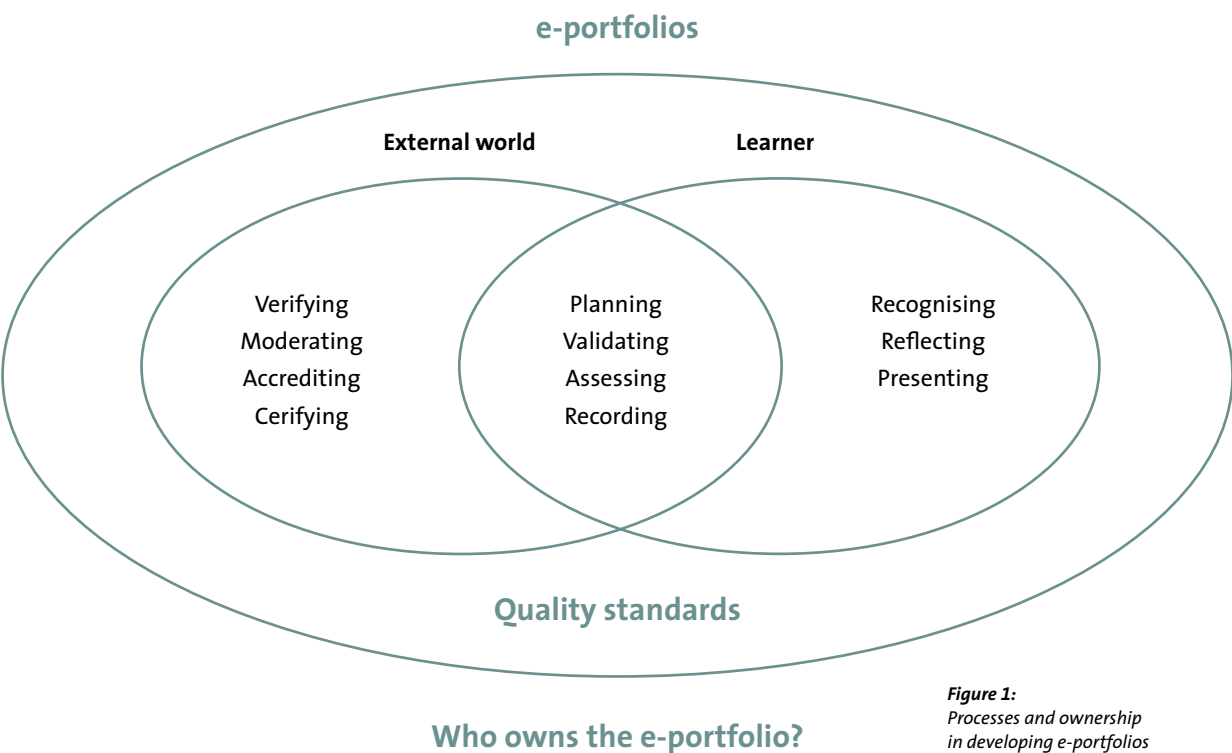 e-portfolios
External world
Learner
Verifying
Moderating
Accrediting
Cerifying
Planning
Validating
Assessing
Recording
Recognising
Reflecting
Presenting
Quality standards
Who owns the e-portfolio?
Figure 1:
Processes and ownership
in developing e-portfolios